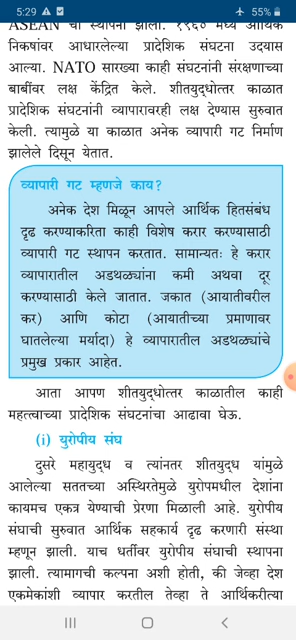 5:29
55%
ASEAN ची स्थापना झाली. १९६० मध्ये आर्थिक
निकषांवर आधारलेल्या प्रादेशिक संघटना उदयास
आल्या. NATO सारख्या काही संघटनांनी संरक्षणाच्या
बाबींवर लक्ष केंद्रित केले. शीतयुद्धोत्तर काळात
प्रादेशिक संघटनांनी व्यापारावरही लक्ष देण्यास सुरुवात
केली. त्यामुळे या काळात अनेक व्यापारी गट निर्माण
झालेले दिसून येतात.
व्यापारी गट म्हणजे काय?
अनेक देश मिळून आपले आर्थिक हितसंबंध
दृढ करण्याकरिता काही विशेष करार करण्यासाठी
व्यापारी गट स्थापन करतात. सामान्यतः हे करार
व्यापारातील अडथळ्यांना कमी अथवा दूर
करण्यासाठी केले जातात. जकात (आयातीवरील
कर) आणि कोटा (आयातीच्या प्रमाणावर
घातलेल्या मर्यादा) हे व्यापारातील अडथळ्यांचे
प्रमुख प्रकार आहेत.
आता आपण शीतयुद्धोत्तर काळातील काही
महत्त्वाच्या प्रादेशिक संघटनांचा आढावा घेऊ.
(i) युरोपीय संघ
दुसरे महायुद्ध व त्यांनतर शीतयुद्ध यांमुळे
आलेल्या सततच्या अस्थिरतेमुळे युरोपमधील देशांना
कायमच एकत्र येण्याची प्रेरणा मिळाली आहे. युरोपीय
संघाची सुरुवात आर्थिक सहकार्य दृढ करणारी संस्था
म्हणून झाली. याच धर्तीवर युरोपीय संघाची स्थापना
झाली. त्यामागची कल्पना अशी होती, की जेव्हा देश
एकमेकांशी व्यापार करतील तेव्हा ते आर्थिकरीत्या